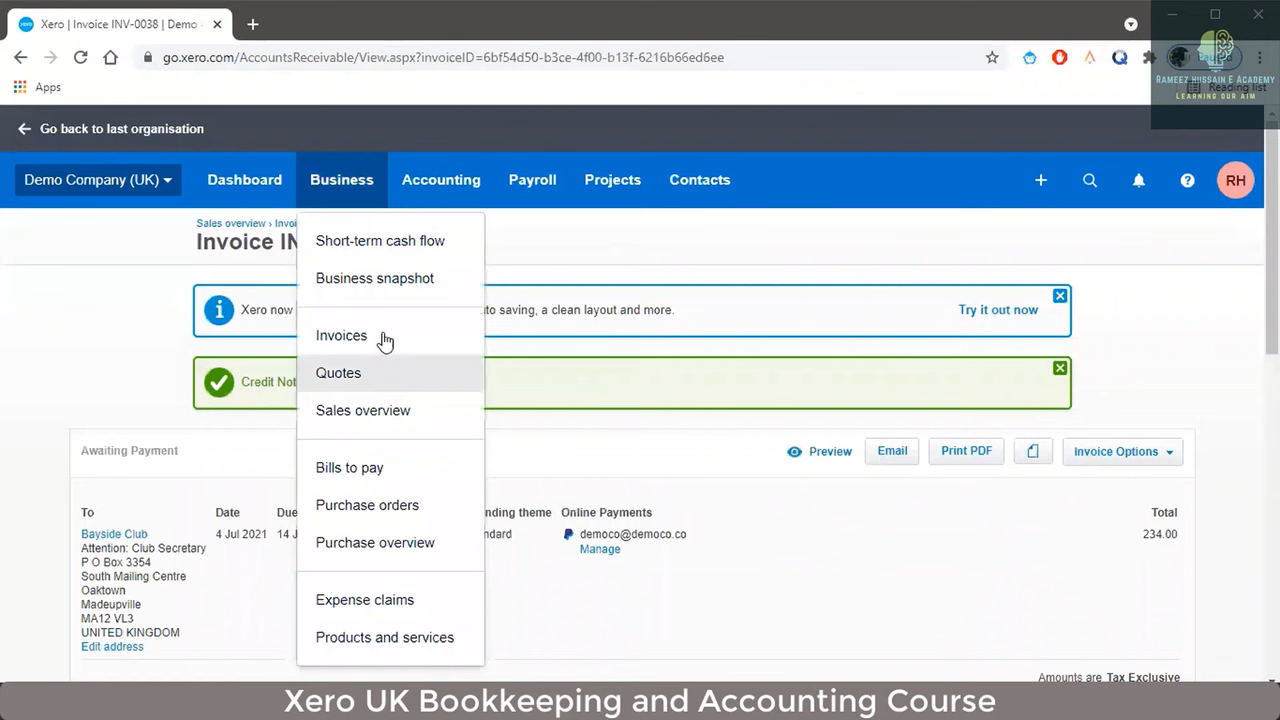 Xero | Invoice INV-0038 | Demo
go.xero.com/AccountsReceivable/View.aspx?invoiceID=6bf54d50-b3ce-4f00-b13f-6216b66ed6ee
Paused
RAMEEZ HUSSAIN E ACADEMY
LEARNING OUR AIM
Apps
Reading list
Go back to last organisation
Demo Company (UK)
Dashboard
Business
Accounting
Payroll
Projects
Contacts
RH
Sales overview › Invoi
Invoice IN
Short-term cash flow
Business snapshot
Invoices
Quotes
Sales overview
Bills to pay
Purchase orders
Purchase overview
Expense claims
Products and services
Xero now
to saving, a clean layout and more.
Try it out now
Credit Not
Awaiting Payment
Preview
Email
Print PDF
Invoice Options
To
Date
Due
nding theme
Online Payments
Total
Bayside Club
4 Jul 2021
14 J
ndard
democo@democo.co
234.00
Manage
Attention: Club Secretary
P O Box 3354
South Mailing Centre
Oaktown
Madeupville
MA12 VL3
UNITED KINGDOM
Edit address
Amounts are Tax Exclusive
Xero UK Bookkeeping and Accounting Course